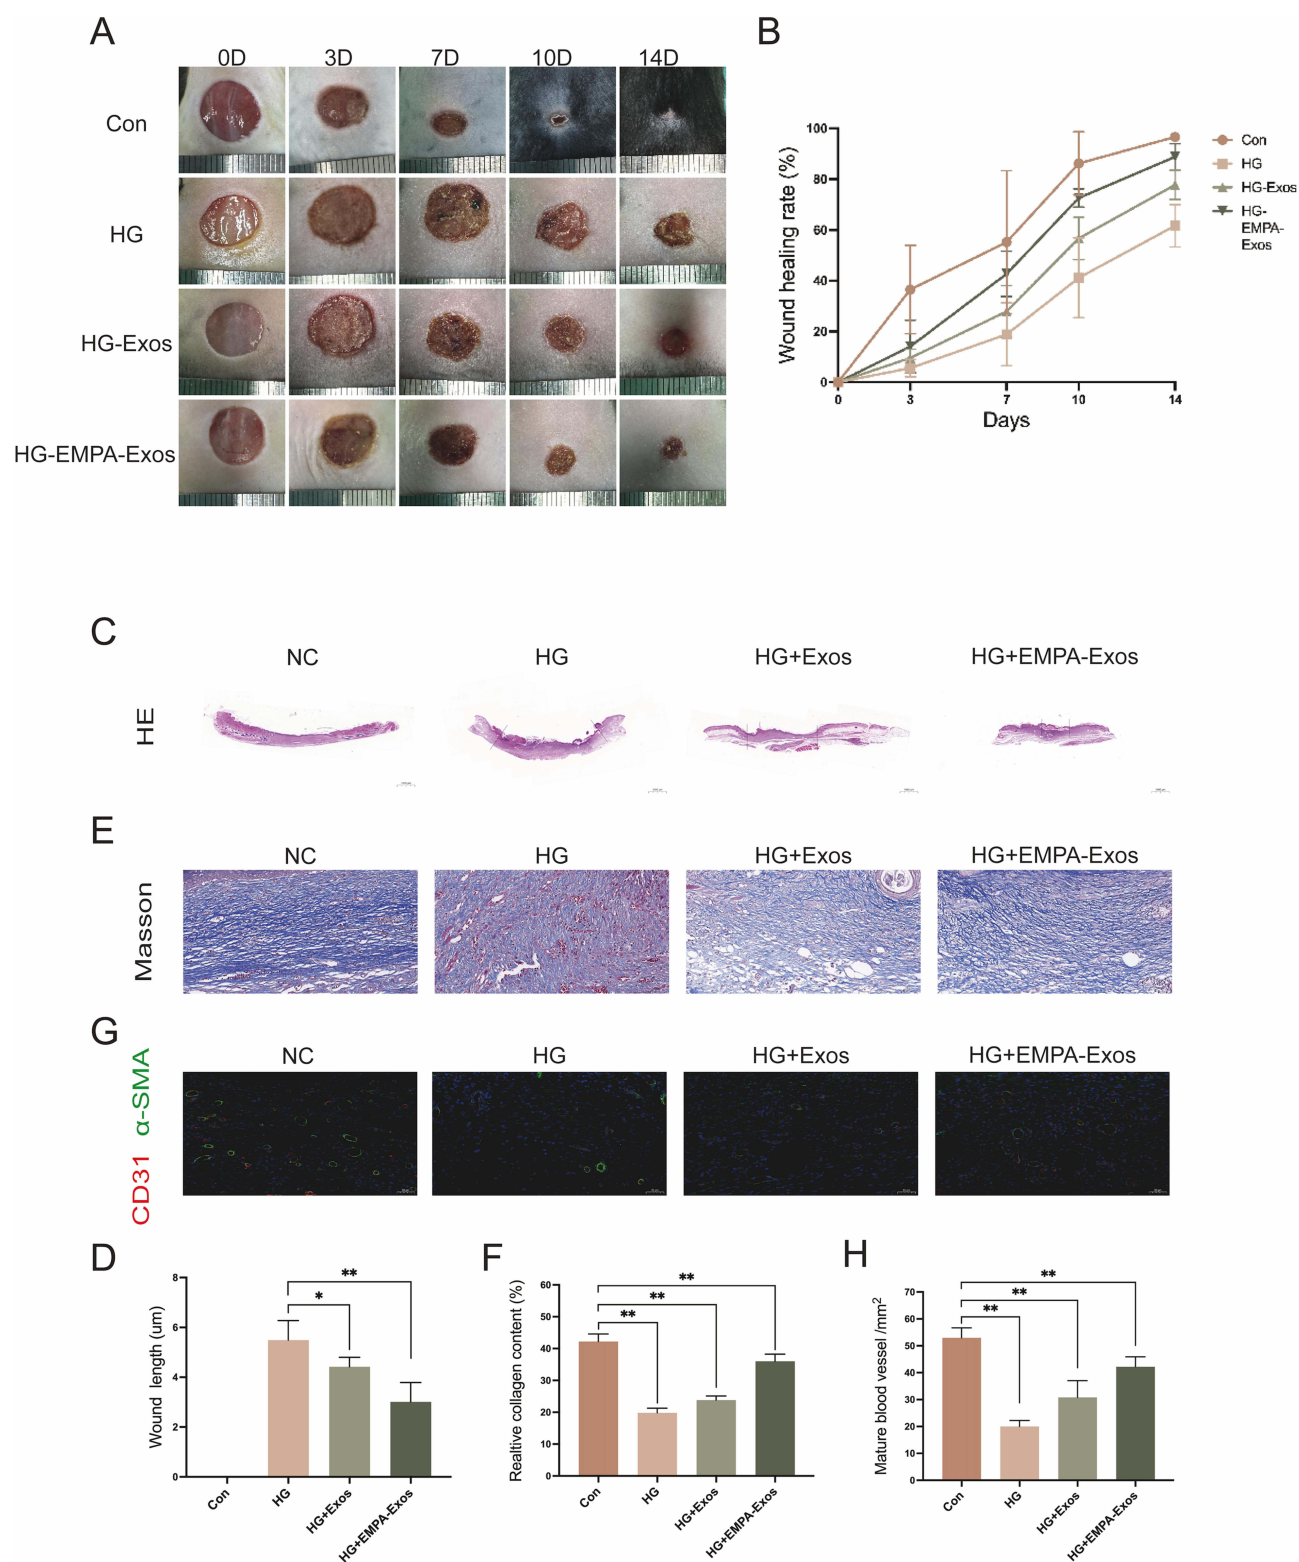 A
0D 3D 7D 10D 14D
Con
HG
HG-Exos
HG-EMPA-Exos
B
Wound healing rate (%)
100
80
60
40
20
0
0 3 7 10 14
Days
Con
HG
HG-Exos
HG-
EMPA-
Exos
C
NC HG HG+Exos HG+EMPA-Exos
HE
E
NC HG HG+Exos HG+EMPA-Exos
Masson
G
NC HG HG+Exos HG+EMPA-Exos
CD31 α-SMA
D
Wound length (um)
8
6
4
2
0
**
*
Con HG HG+Exos HG+EMPA-Exos
F
Realtive collagen content (%)
60
50
40
30
20
10
0
**
**
**
Con HG HG+Exos HG+EMPA-Exos
H
Mature blood vessel /mm2
70
60
50
40
30
20
10
0
**
**
**
Con HG HG+Exos HG+EMPA-Exos